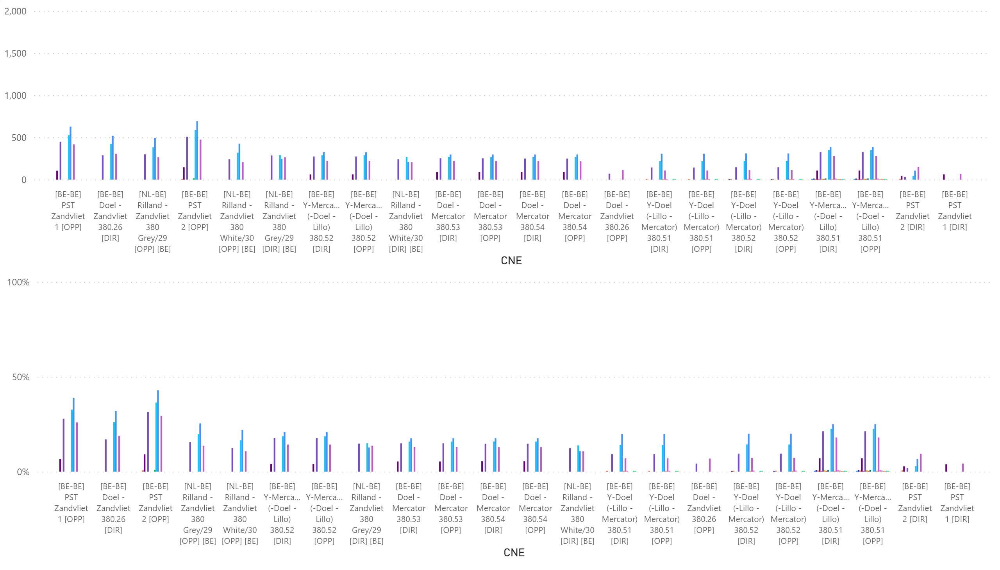 2,000
1,500
1,000
500
0
[BE-BE] PST Zandvliet 1 [OPP]
[BE-BE] Doel - Zandvliet 380.26 [DIR]
[NL-BE] Rilland - Zandvliet 380 Grey/29 [OPP] [BE]
[BE-BE] PST Zandvliet 2 [OPP]
[NL-BE] Rilland - Zandvliet 380 White/30 [OPP] [BE]
[NL-BE] Rilland - Zandvliet 380 Grey/29 [DIR] [BE]
[BE-BE] Y-Merca... (-Doel - Lillo) 380.52 [DIR]
[BE-BE] Y-Merca... (-Doel - Lillo) 380.52 [OPP]
[NL-BE] Rilland - Zandvliet 380 White/30 [DIR] [BE]
[BE-BE] Doel - Mercator 380.53 [DIR]
[BE-BE] Doel - Mercator 380.53 [OPP]
[BE-BE] Doel - Mercator 380.54 [DIR]
[BE-BE] Doel - Mercator 380.54 [OPP]
[BE-BE] Doel - Zandvliet 380.26 [OPP]
[BE-BE] Y-Doel (-Lillo - Mercator) 380.51 [DIR]
[BE-BE] Y-Doel (-Lillo - Mercator) 380.51 [OPP]
[BE-BE] Y-Doel (-Lillo - Mercator) 380.52 [DIR]
[BE-BE] Y-Doel (-Lillo - Mercator) 380.52 [OPP]
[BE-BE] Y-Merca... (-Doel - Lillo) 380.51 [DIR]
[BE-BE] Y-Merca... (-Doel - Lillo) 380.51 [OPP]
[BE-BE] PST Zandvliet 2 [DIR]
[BE-BE] PST Zandvliet 1 [DIR]
CNE
100%
50%
0%
[BE-BE] PST Zandvliet 1 [OPP]
[BE-BE] Doel - Zandvliet 380.26 [DIR]
[BE-BE] PST Zandvliet 2 [OPP]
[NL-BE] Rilland - Zandvliet 380 Grey/29 [OPP] [BE]
[NL-BE] Rilland - Zandvliet 380 White/30 [OPP] [BE]
[BE-BE] Y-Merca... (-Doel - Lillo) 380.52 [DIR]
[BE-BE] Y-Merca... (-Doel - Lillo) 380.52 [OPP]
[NL-BE] Rilland - Zandvliet 380 Grey/29 [DIR] [BE]
[BE-BE] Doel - Mercator 380.53 [DIR]
[BE-BE] Doel - Mercator 380.53 [OPP]
[BE-BE] Doel - Mercator 380.54 [DIR]
[BE-BE] Doel - Mercator 380.54 [OPP]
[NL-BE] Rilland - Zandvliet 380 White/30 [DIR] [BE]
[BE-BE] Y-Doel (-Lillo - Mercator) 380.51 [DIR]
[BE-BE] Y-Doel (-Lillo - Mercator) 380.51 [OPP]
[BE-BE] Doel - Zandvliet 380.26 [OPP]
[BE-BE] Y-Doel (-Lillo - Mercator) 380.52 [DIR]
[BE-BE] Y-Doel (-Lillo - Mercator) 380.52 [OPP]
[BE-BE] Y-Merca... (-Doel - Lillo) 380.51 [DIR]
[BE-BE] Y-Merca... (-Doel - Lillo) 380.51 [OPP]
[BE-BE] PST Zandvliet 2 [DIR]
[BE-BE] PST Zandvliet 1 [DIR]
CNE